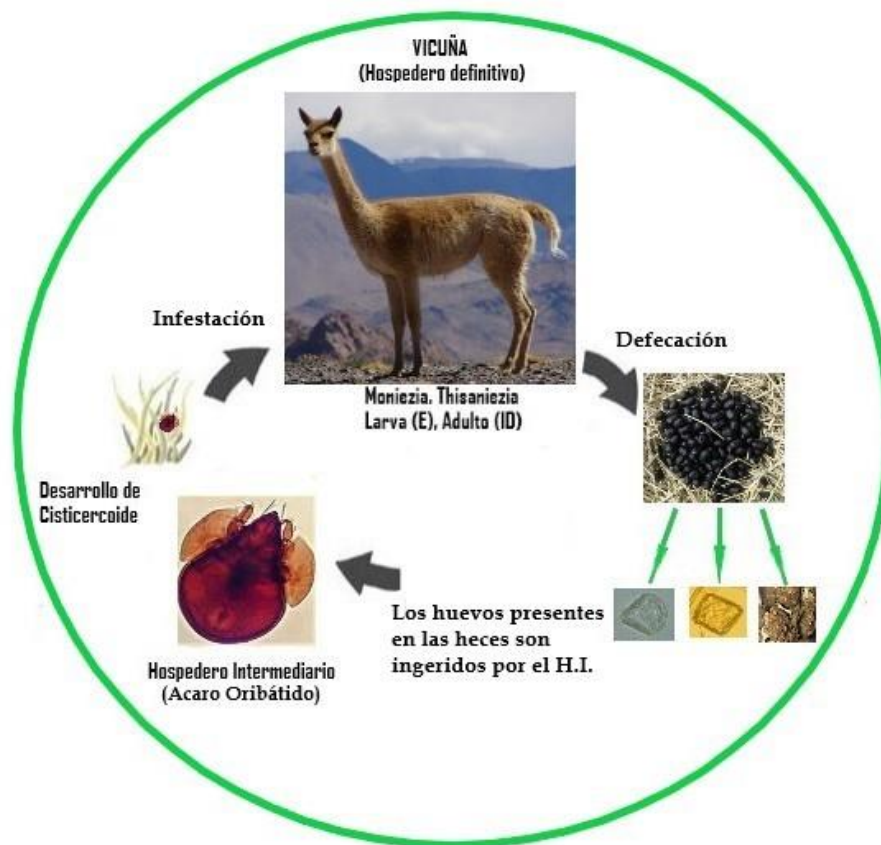 VICUÑA
(Hospedero definitivo)
Infestación
Defecación
Moniezia, Thisaniezia
Larva (E), Adulto (ID)
Desarrollo de
Cisticercoide
Los huevos presentes
en las heces son
ingeridos por el H.I.
Hospedero Intermediario
(Acaro Oribátido)